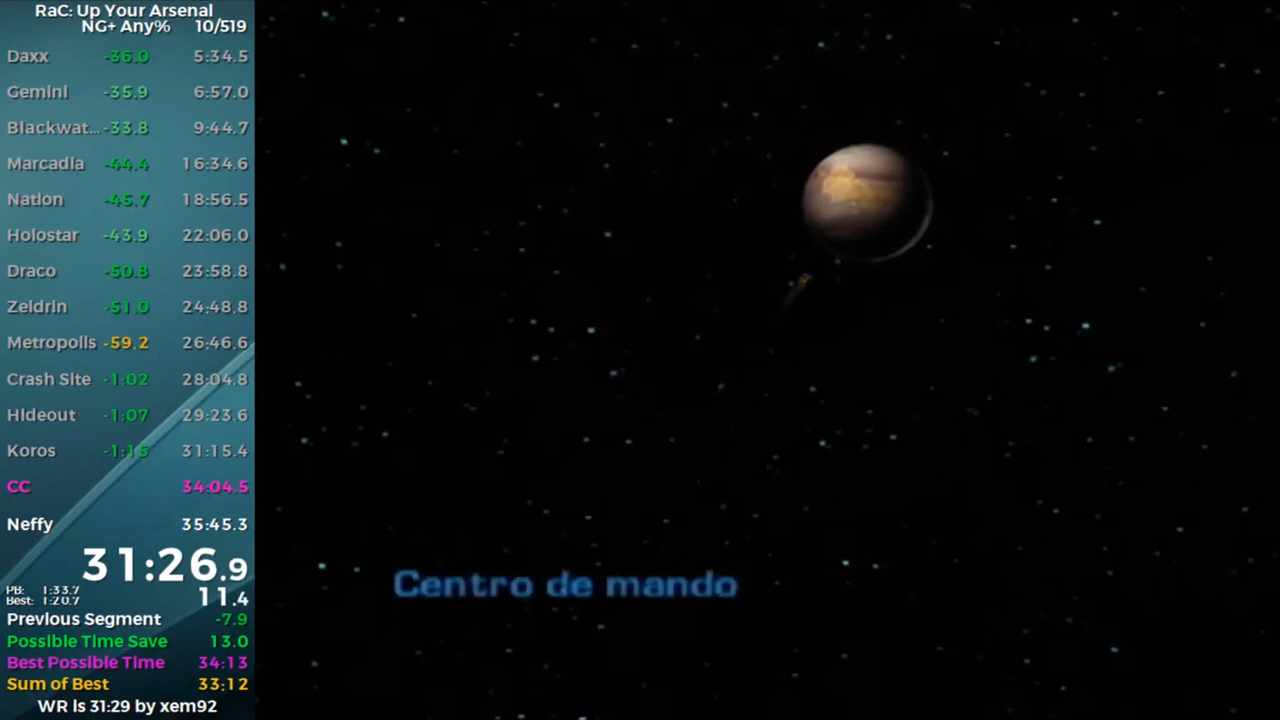 RaC: Up Your Arsenal
NG+ Any% 10/519
Daxx -36.0 5:34.5
Gemini -35.9 6:57.0
Blackwat... -33.8 9:44.7
Marcadia -44.4 16:34.6
Nation -45.7 18:56.5
Holostar -43.9 22:06.0
Draco -50.8 23:58.8
Zeldrin -51.0 24:48.8
Metropolis -59.2 26:46.6
Crash Site -1:02 28:04.8
Hideout -1:07 29:23.6
Koros -1:15 31:15.4
CC 34:04.5
Neffy 35:45.3
31:26.9
PB: 1:33.7
Best: 1:20.7 11.4
Previous Segment -7.9
Possible Time Save 13.0
Best Possible Time 34:13
Sum of Best 33:12
WR is 31:29 by xem92
Centro de mando